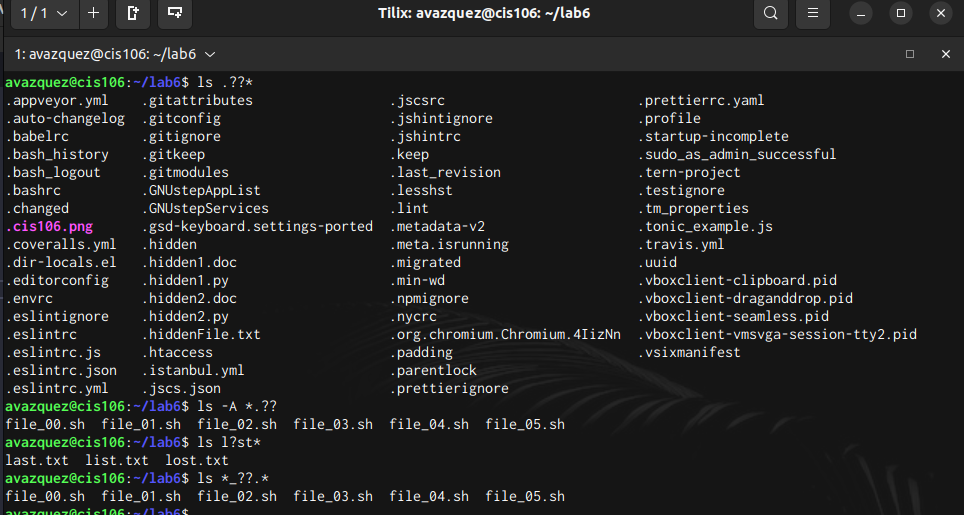 1 / 1
Tilix: avazquez@cis106: ~/lab6
1: avazquez@cis106: ~/lab6
avazquez@cis106:~/lab6$ ls .??*
.appveyor.yml .gitattributes .jscsrc .prettierrc.yaml
.auto-changelog .gitconfig .jshintignore .profile
.babelrc .gitignore .jshintrc .startup-incomplete
.bash_history .gitkeep .keep .sudo_as_admin_successful
.bash_logout .gitmodules .last_revision .tern-project
.bashrc .GNUstepAppList .lesshst .testignore
.changed .GNUstepServices .lint .tm_properties
.cis106.png .gsd-keyboard.settings-ported .metadata-v2 .tonic_example.js
.coveralls.yml .hidden .meta.isrunning .travis.yml
.dir-locals.el .hidden1.doc .migrated .uuid
.editorconfig .hidden1.py .min-wd .vboxclient-clipboard.pid
.envrc .hidden2.doc .npmignore .vboxclient-draganddrop.pid
.eslintignore .hidden2.py .nycrc .vboxclient-seamless.pid
.eslintrc .hiddenFile.txt .org.chromium.Chromium.4IizNn .vboxclient-vmsvga-session-tty2.pid
.eslintrc.js .htaccess .padding .vsixmanifest
.eslintrc.json .istanbul.yml .parentlock
.eslintrc.yml .jscs.json .prettierignore
avazquez@cis106:~/lab6$ ls -A *.??
file_00.sh file_01.sh file_02.sh file_03.sh file_04.sh file_05.sh
avazquez@cis106:~/lab6$ ls l?st*
last.txt list.txt lost.txt
avazquez@cis106:~/lab6$ ls *_??.*
file_00.sh file_01.sh file_02.sh file_03.sh file_04.sh file_05.sh
avazquez@cis106:~/lab6$